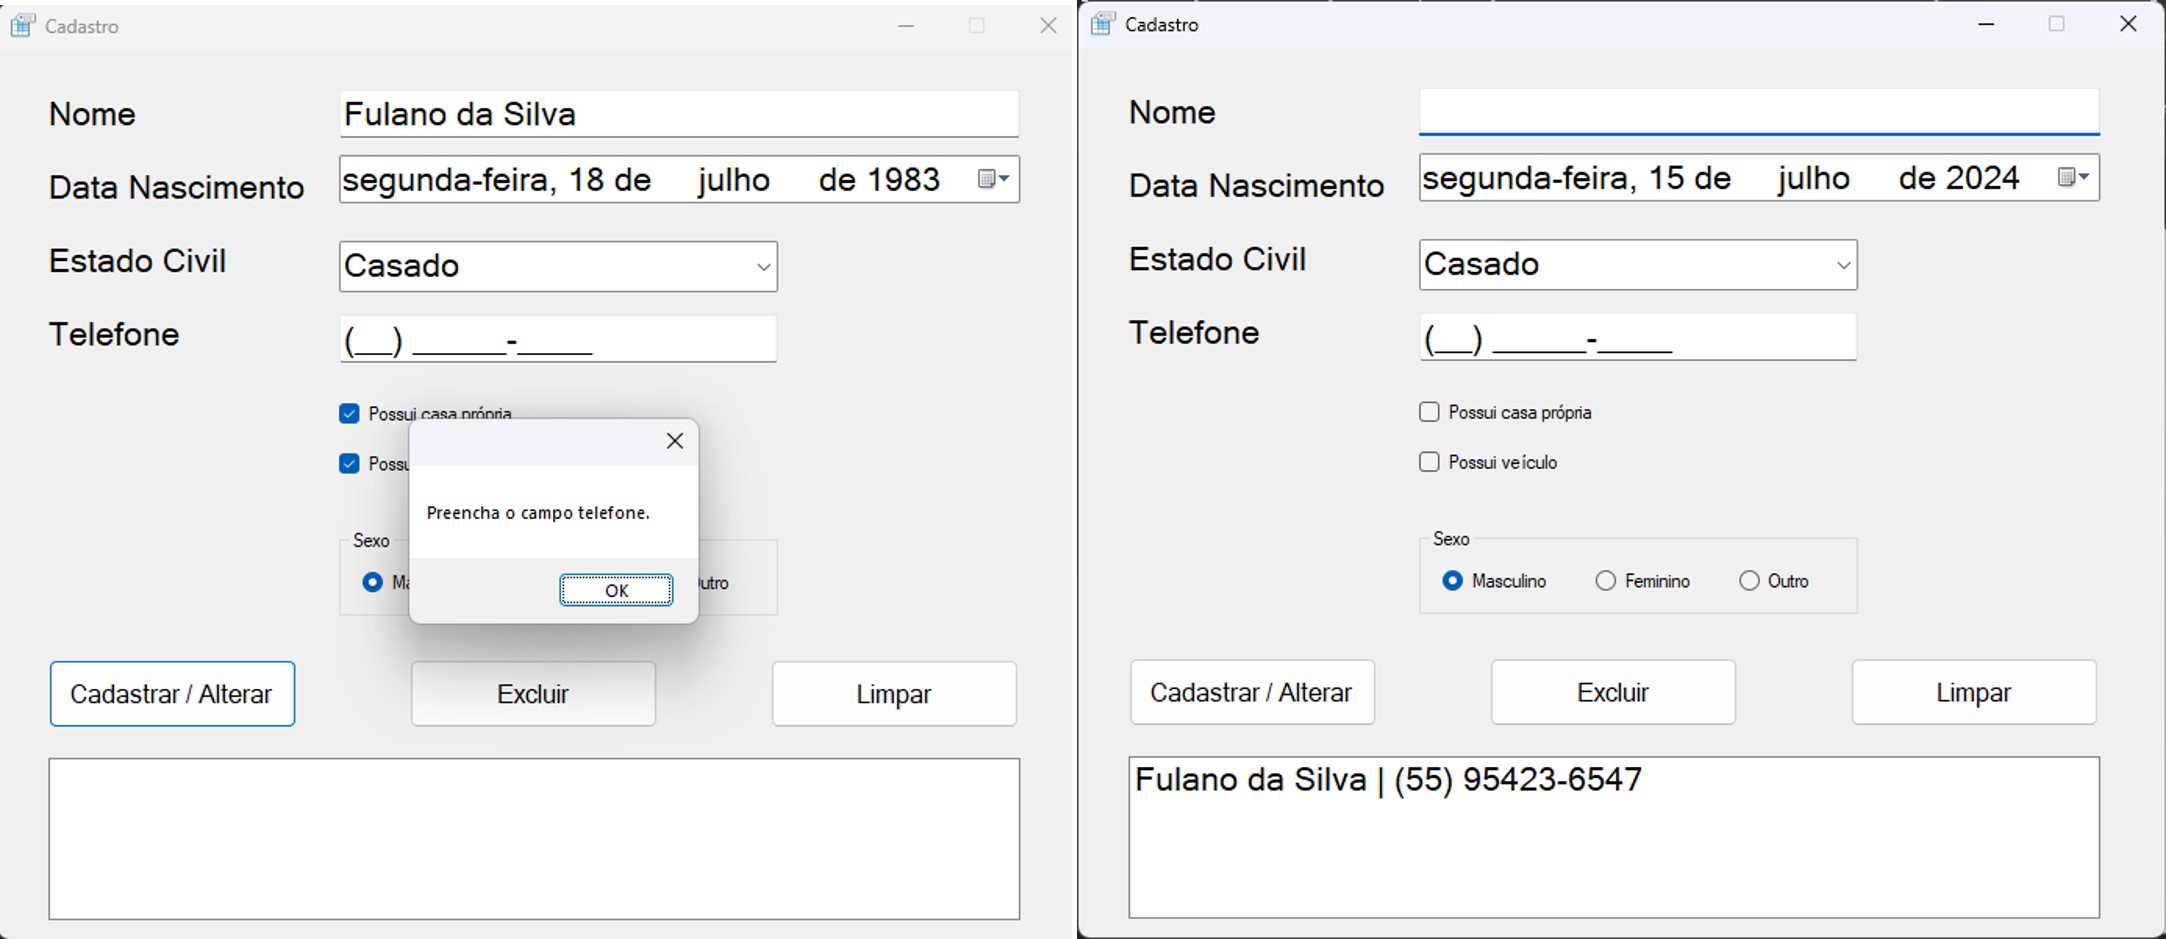 Cadastro
Nome
Fulano da Silva
Data Nascimento
segunda-feira, 18 de julho de 1983
Estado Civil
Casado
Telefone
(__) _____-____
Possui casa própria
Preencha o campo telefone.
Sexo
OK
Cadastrar / Alterar
Excluir
Limpar
Cadastro
Nome
Data Nascimento
segunda-feira, 15 de julho de 2024
Estado Civil
Casado
Telefone
(__) _____-____
Possui casa própria
Possui veículo
Sexo
Masculino
Feminino
Outro
Cadastrar / Alterar
Excluir
Limpar
Fulano da Silva | (55) 95423-6547